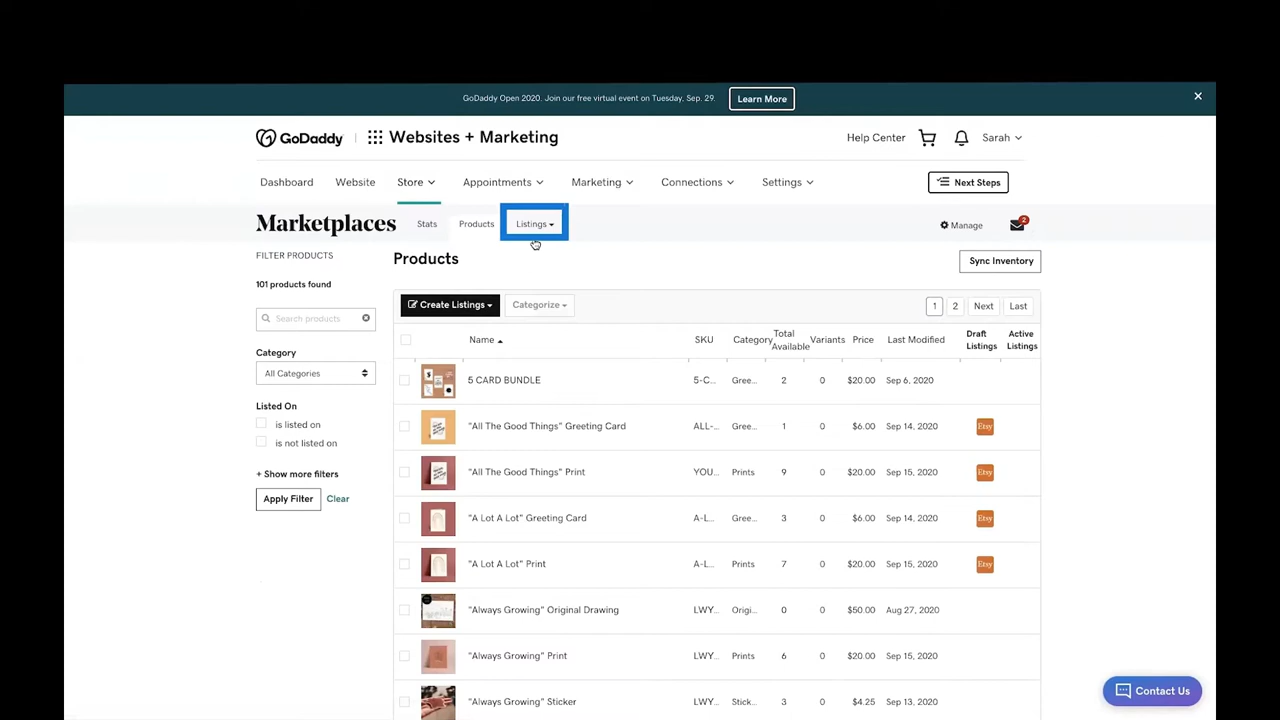 GoDaddy Open 2020. Join our free virtual event on Tuesday, Sep. 29. Learn More
GoDaddy Websites + Marketing Help Center Sarah
Dashboard Website Store Appointments Marketing Connections Settings Next Steps
Marketplaces Stats Products Listings Manage 2
FILTER PRODUCTS
101 products found
Search products
Category
All Categories
Listed On
is listed on
is not listed on
+ Show more filters
Apply Filter Clear
Products Sync Inventory
Create Listings Categorize 1 2 Next Last
Name SKU Category Total Available Variants Price Last Modified Draft Listings Active Listings
5 CARD BUNDLE 5-C... Gree... 2 0 $20.00 Sep 6, 2020
"All The Good Things" Greeting Card ALL-... Gree... 1 0 $6.00 Sep 14, 2020 Etsy
"All The Good Things" Print YOU... Prints 9 0 $20.00 Sep 15, 2020 Etsy
"A Lot A Lot" Greeting Card A-L... Gree... 3 0 $6.00 Sep 14, 2020 Etsy
"A Lot A Lot" Print A-L... Prints 7 0 $20.00 Sep 15, 2020 Etsy
"Always Growing" Original Drawing LWY... Origi... 0 0 $50.00 Aug 27, 2020
"Always Growing" Print LWY... Prints 6 0 $20.00 Sep 15, 2020
"Always Growing" Sticker LWY... Stick... 3 0 $4.25 Sep 13, 2020
Contact Us